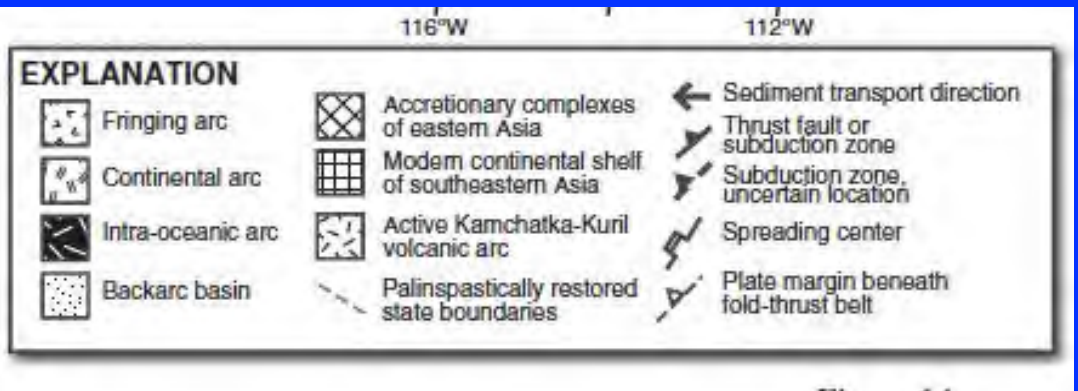 116°W 112°W
EXPLANATION
Fringing arc
Continental arc
Intra-oceanic arc
Backarc basin
Accretionary complexes
of eastern Asia
Modern continental shelf
of southeastern Asia
Active Kamchatka-Kuril
volcanic arc
Palinspastically restored
state boundaries
Sediment transport direction
Thrust fault or
subduction zone
Subduction zone,
uncertain location
Spreading center
Plate margin beneath
fold-thrust belt